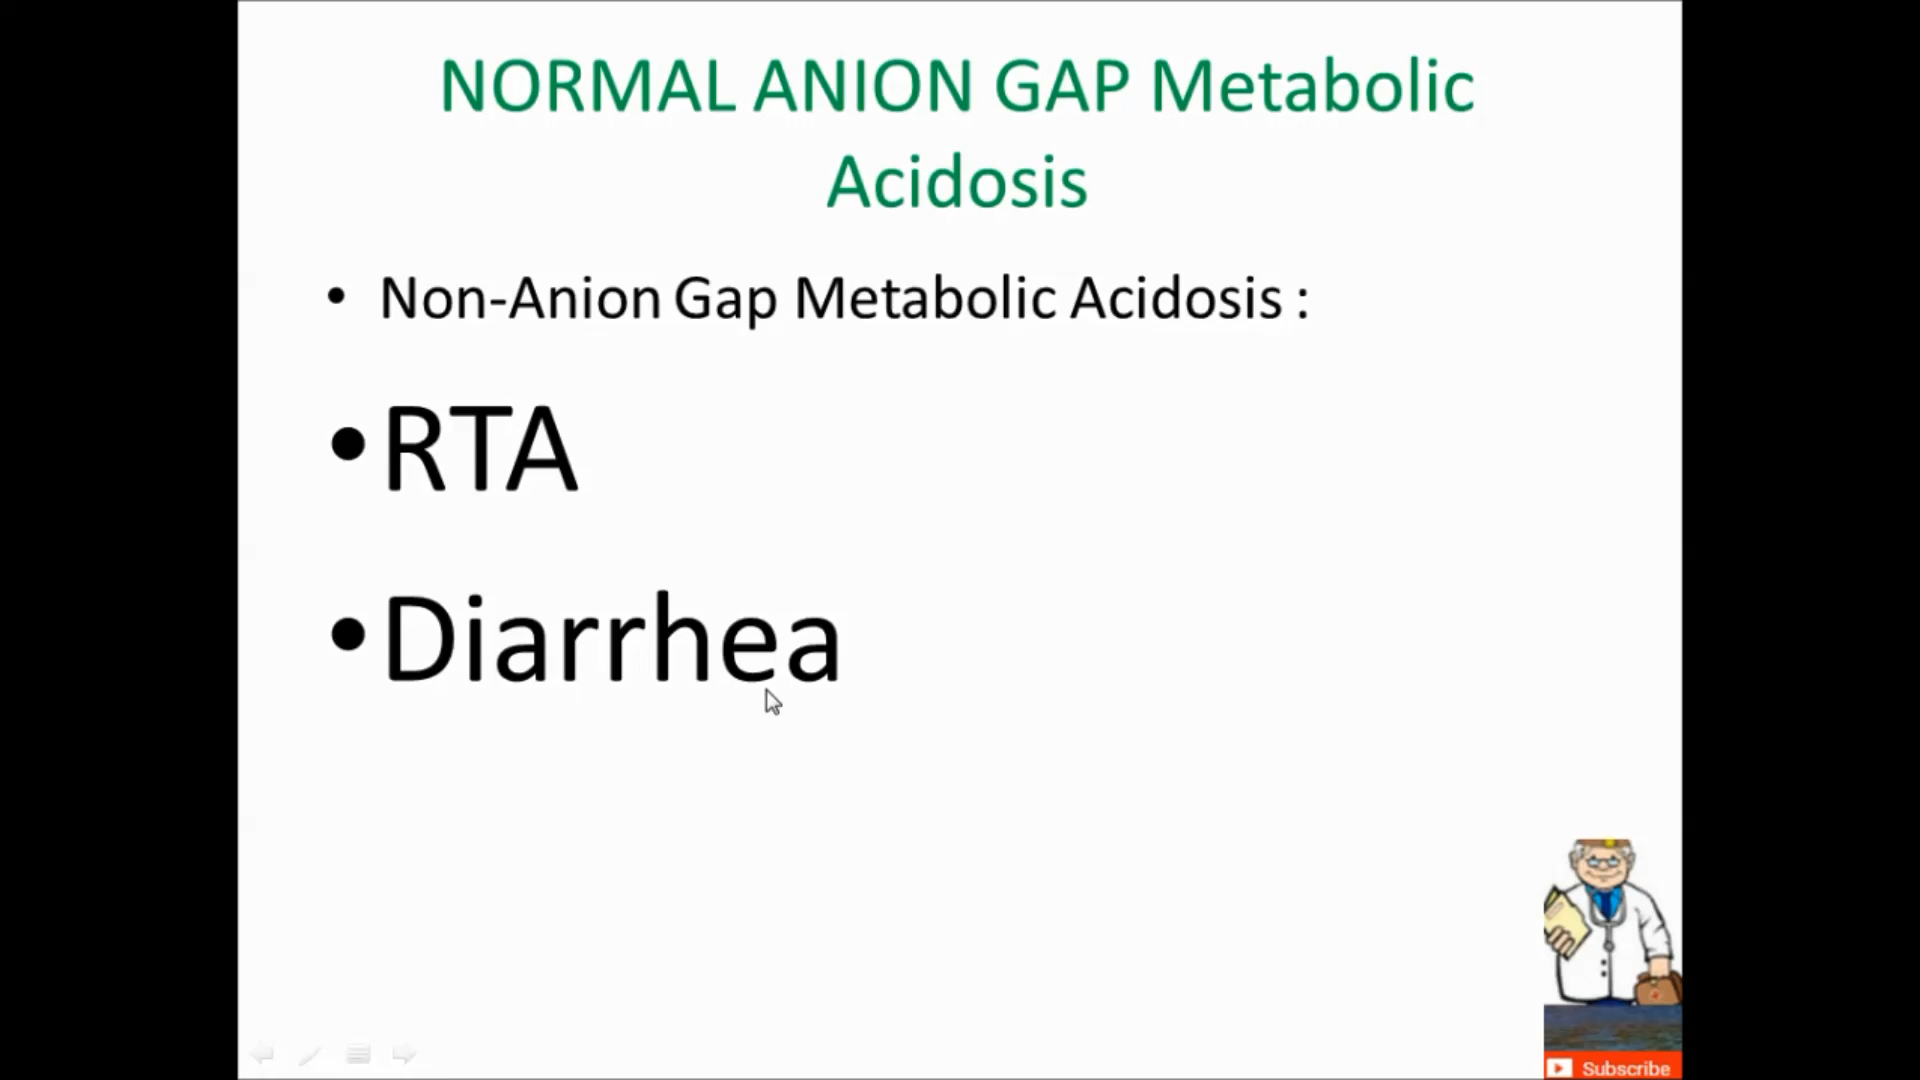 NORMAL ANION GAP Metabolic
Acidosis
• Non-Anion Gap Metabolic Acidosis :
• RTA
• Diarrhea
Subscribe